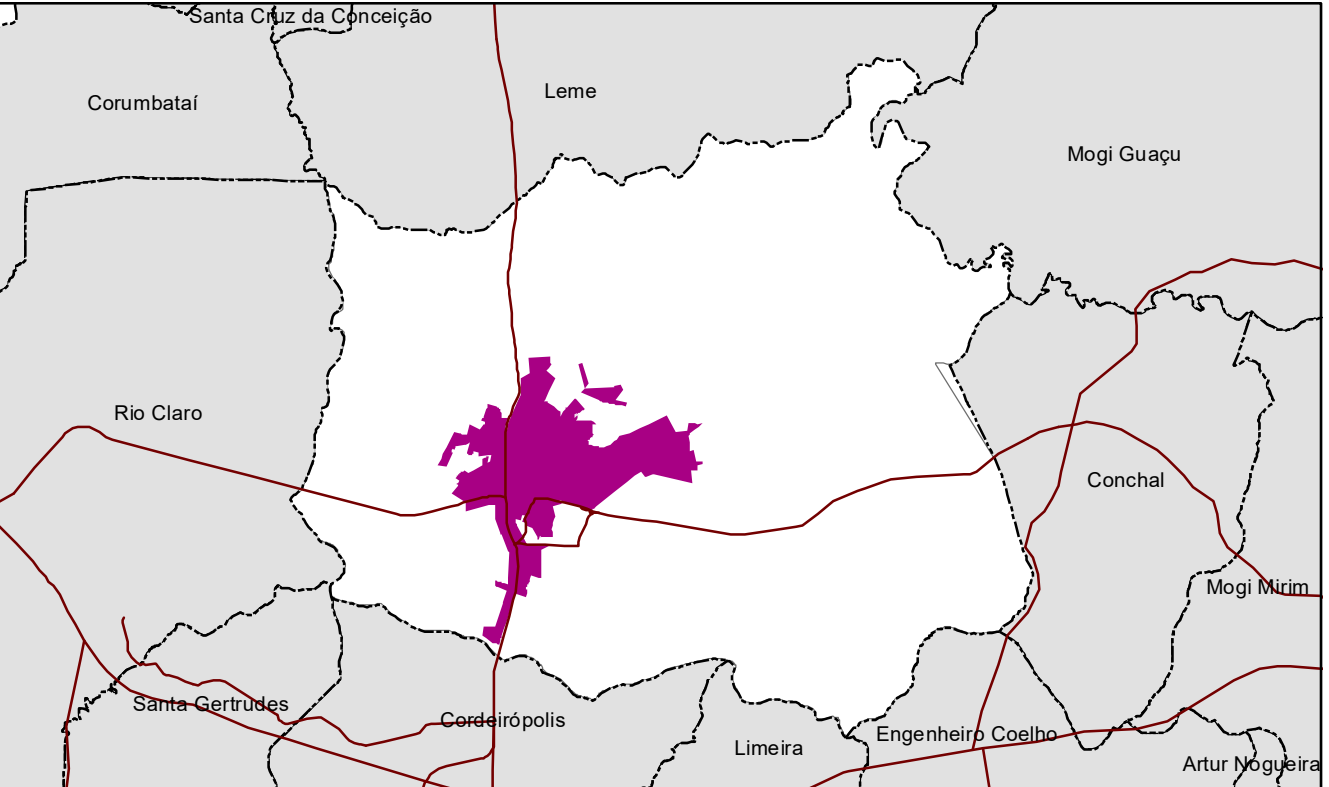 Santa Cruz da Conceição
Leme
Corumbataí
Mogi Guaçu
Rio Claro
Conchal
Mogi Mirim
Santa Gertrudes
Cordeirópolis
Engenheiro Coelho
Limeira
Artur Nogueira